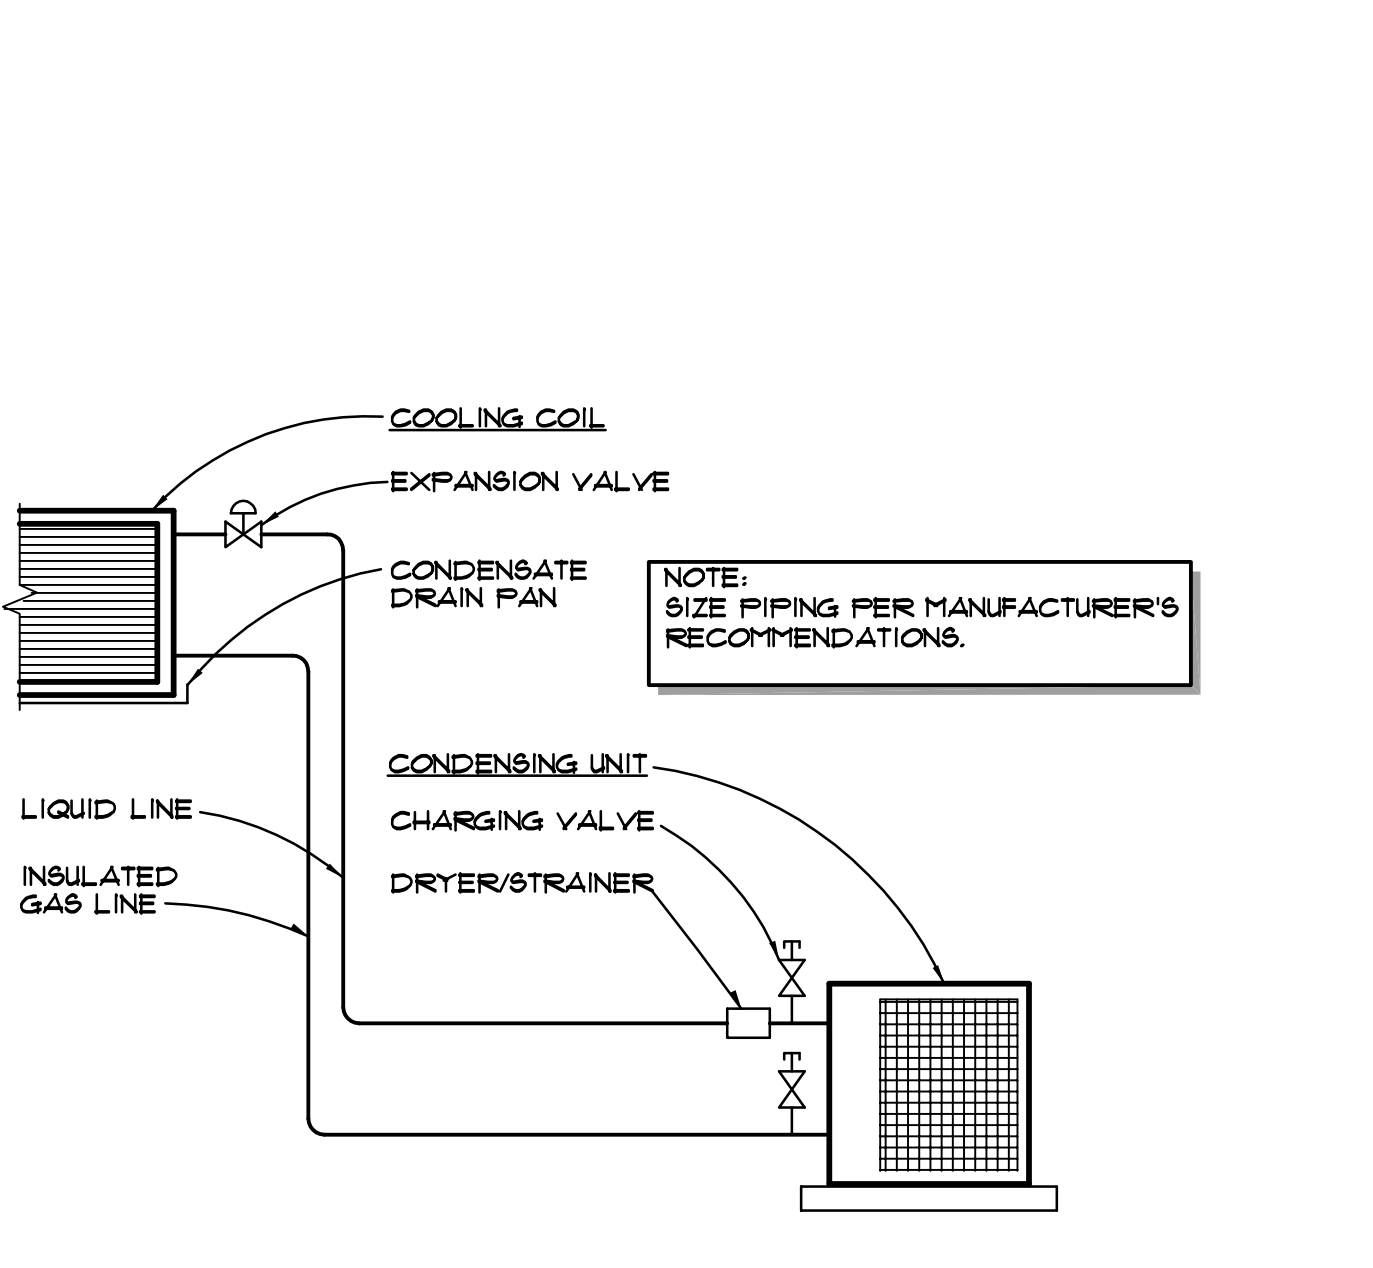 COOLING COIL
EXPANSION VALVE
CONDENSATE
DRAIN PAN
NOTE:
SIZE PIPING PER MANUFACTURER'S
RECOMMENDATIONS.
CONDENSING UNIT
LIQUID LINE
CHARGING VALVE
INSULATED
GAS LINE
DRYER/STRAINER